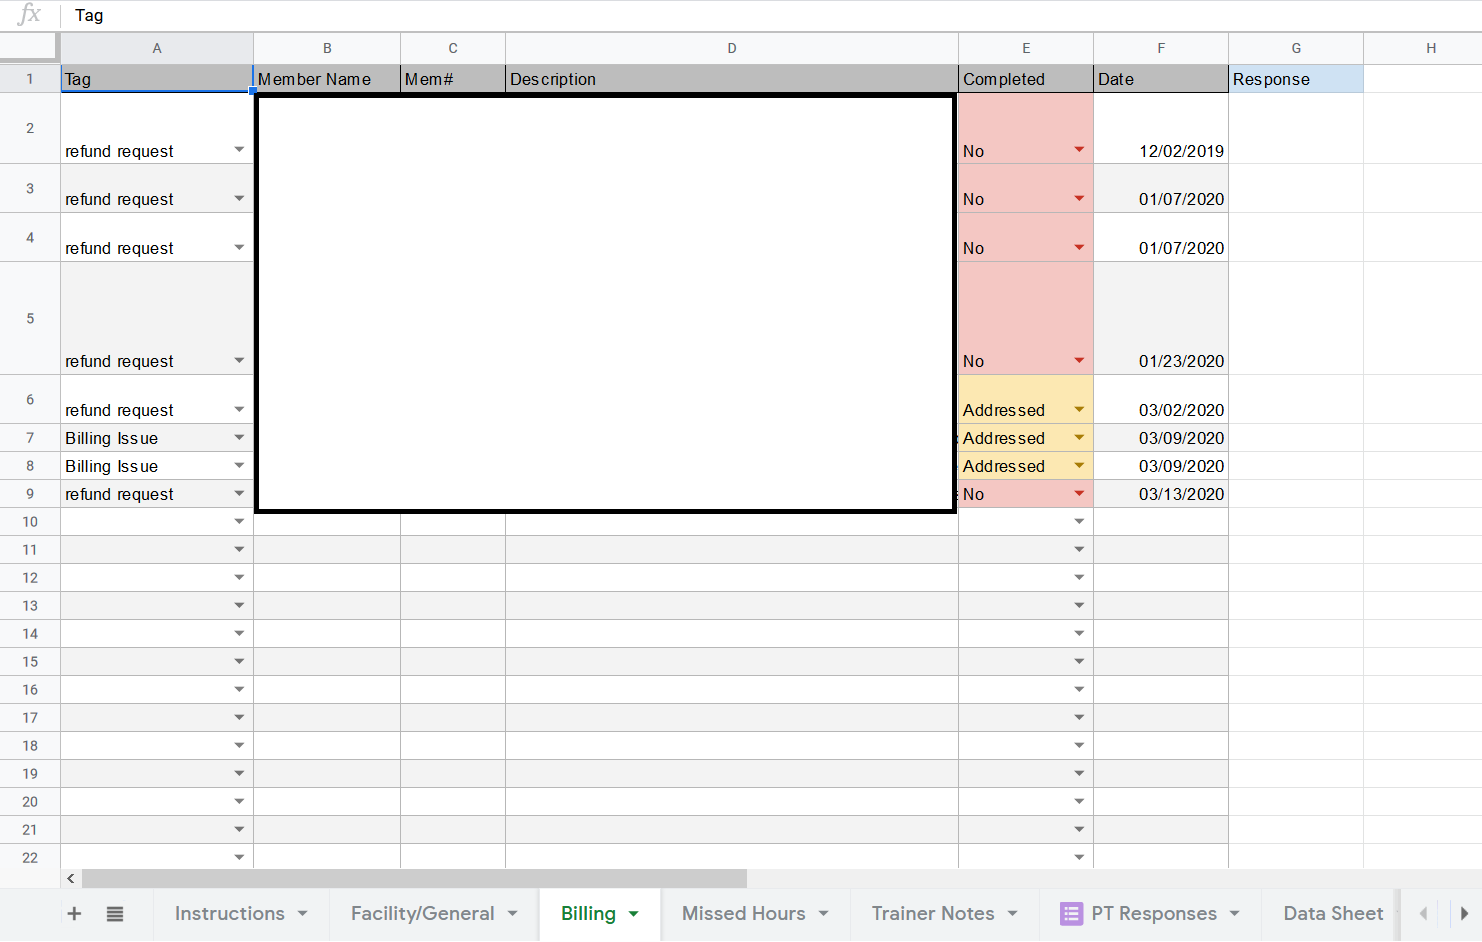 fx Tag
A B C D E F G H
1 Tag Member Name Mem# Description Completed Date Response
2 refund request No 12/02/2019
3 refund request No 01/07/2020
4 refund request No 01/07/2020
5 refund request No 01/23/2020
6 refund request Addressed 03/02/2020
7 Billing Issue Addressed 03/09/2020
8 Billing Issue Addressed 03/09/2020
9 refund request No 03/13/2020
10
11
12
13
14
15
16
17
18
19
20
21
22
Instructions Facility/General Billing Missed Hours Trainer Notes PT Responses Data Sheet